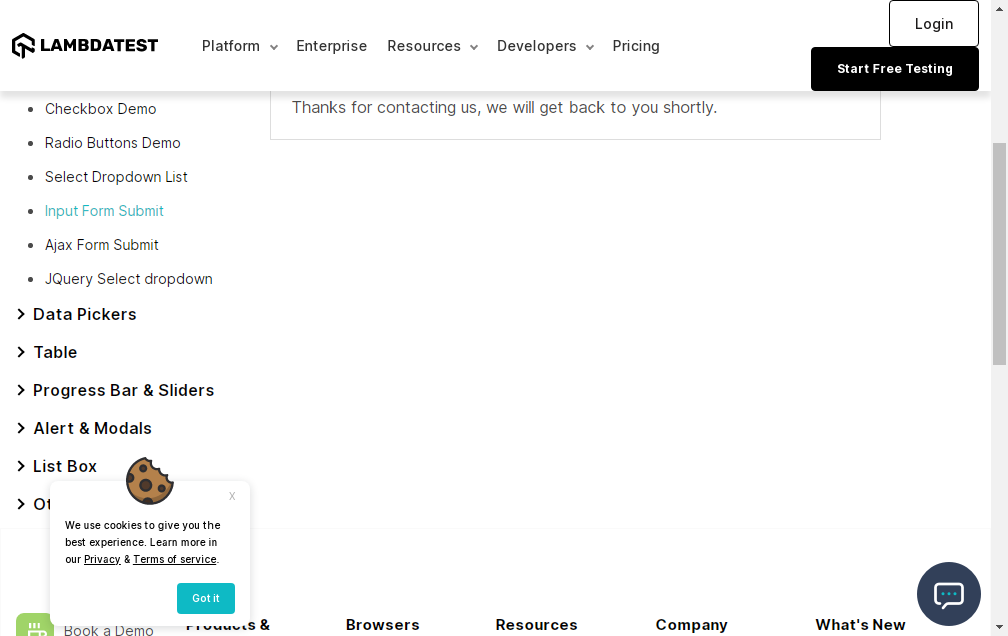 LAMBDATEST
Platform
Enterprise
Resources
Developers
Pricing
Login
Start Free Testing
Checkbox Demo
Radio Buttons Demo
Select Dropdown List
Input Form Submit
Ajax Form Submit
JQuery Select dropdown
Data Pickers
Table
Progress Bar & Sliders
Alert & Modals
List Box
Thanks for contacting us, we will get back to you shortly.
X
We use cookies to give you the
best experience. Learn more in
our Privacy & Terms of service.
Got it
Book a Demo
Products &
Browsers
Resources
Company
What's New